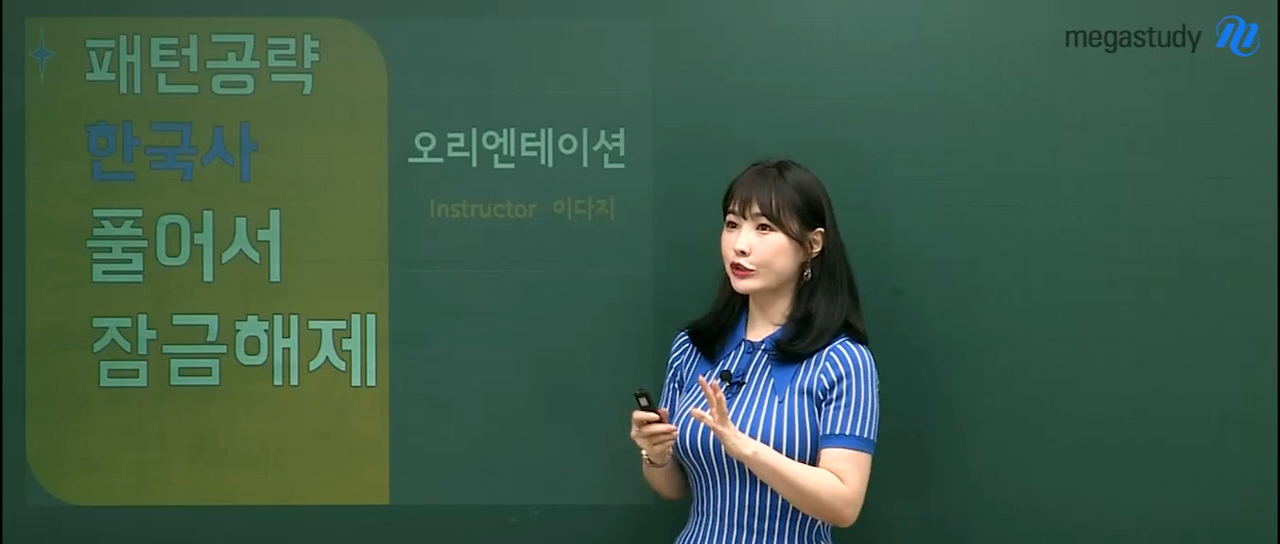 패턴공략
한국사
풀어서
잠금해제
오리엔테이션
Instructor 이다지
megastudy